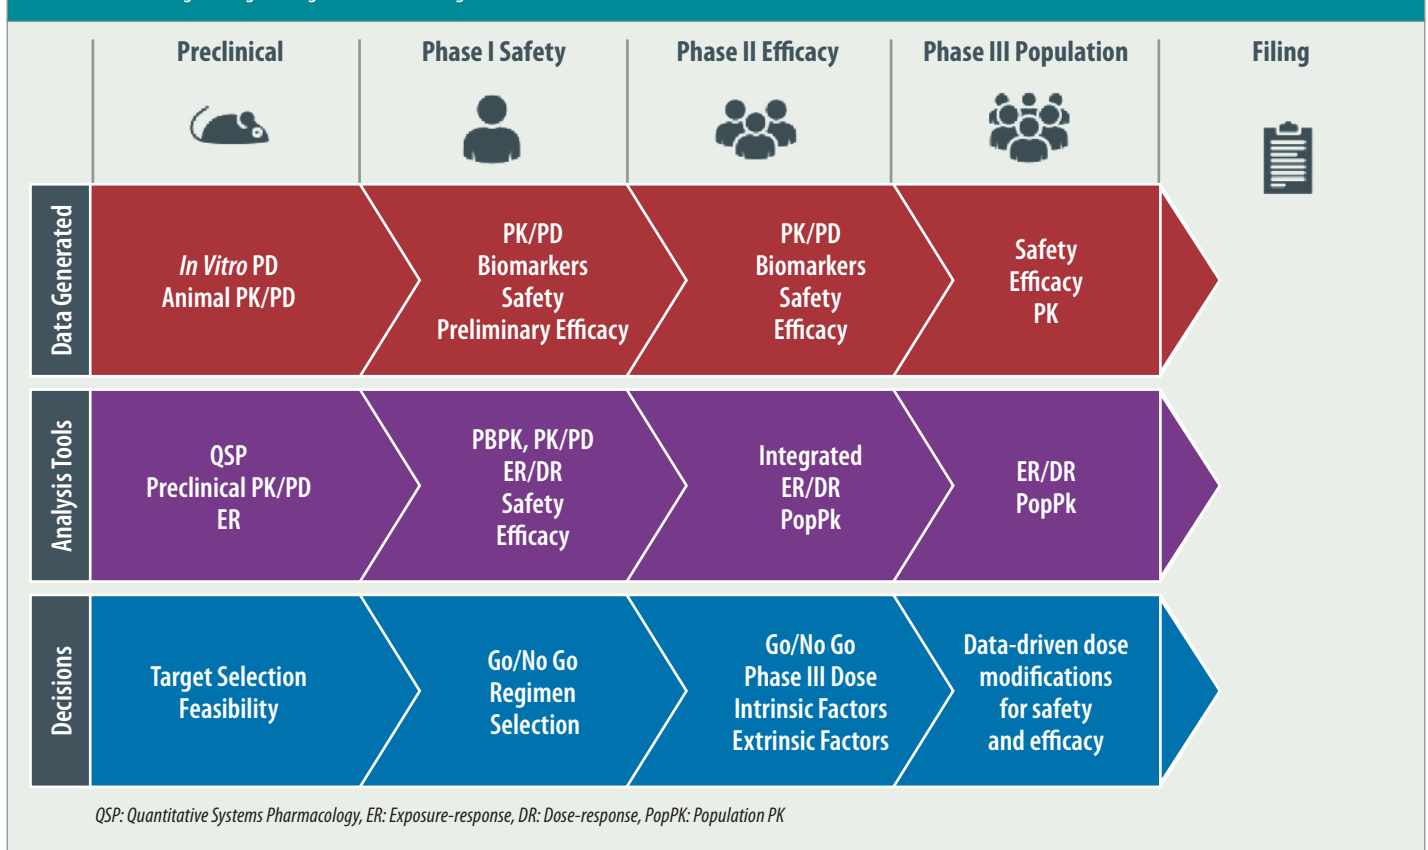 Preclinical
Phase I Safety
Phase II Efficacy
Phase III Population
Filing
Data Generated
In Vitro PD
Animal PK/PD
PK/PD
Biomarkers
Safety
Preliminary Efficacy
PK/PD
Biomarkers
Safety
Efficacy
Safety
Efficacy
PK
Analysis Tools
QSP
Preclinical PK/PD
ER
PBPK, PK/PD
ER/DR
Safety
Efficacy
Integrated
ER/DR
PopPk
ER/DR
PopPk
Decisions
Target Selection
Feasibility
Go/No Go
Regimen
Selection
Go/No Go
Phase III Dose
Intrinsic Factors
Extrinsic Factors
Data-driven dose
modifications
for safety
and efficacy
QSP: Quantitative Systems Pharmacology, ER: Exposure-response, DR: Dose-response, PopPK: Population PK